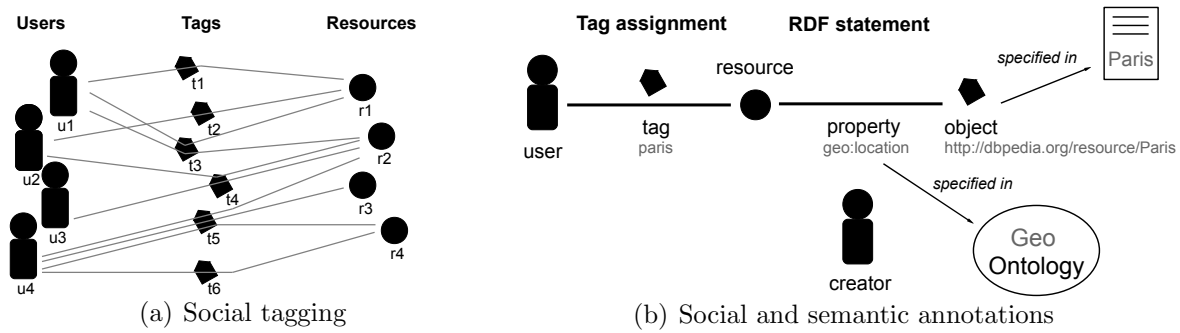 Users Tags Resources
t1
u1
r1
t2
t3
r2
u2
t4
r3
u3
t5
r4
u4
t6
(a) Social tagging
Tag assignment RDF statement
specified in
Paris
resource
tag property object
user
paris geo:location http://dbpedia.org/resource/Paris
specified in
Geo
Ontology
creator
(b) Social and semantic annotations